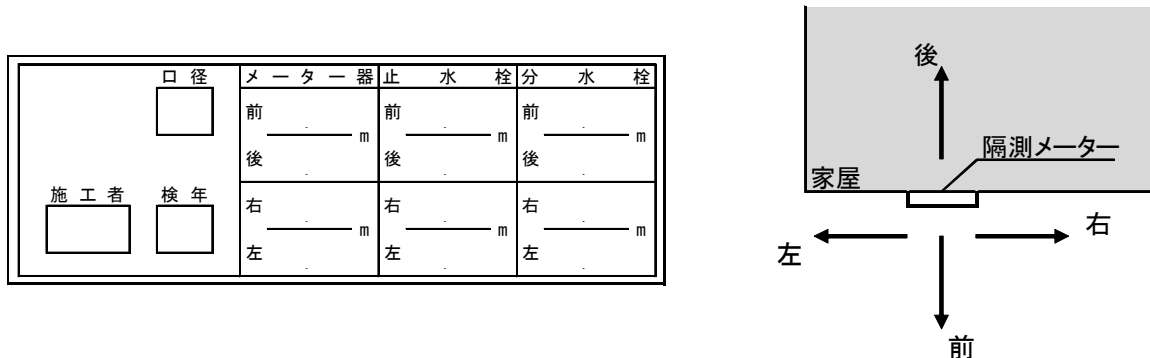 口径 メーター器 止水栓 分水栓
前 前 前
. m . m . m
後 後 後
. . .
施工者 検年
右 右 右
. m . m . m
左 左 左
. . .
後
隔測メーター
家屋
左 右
前